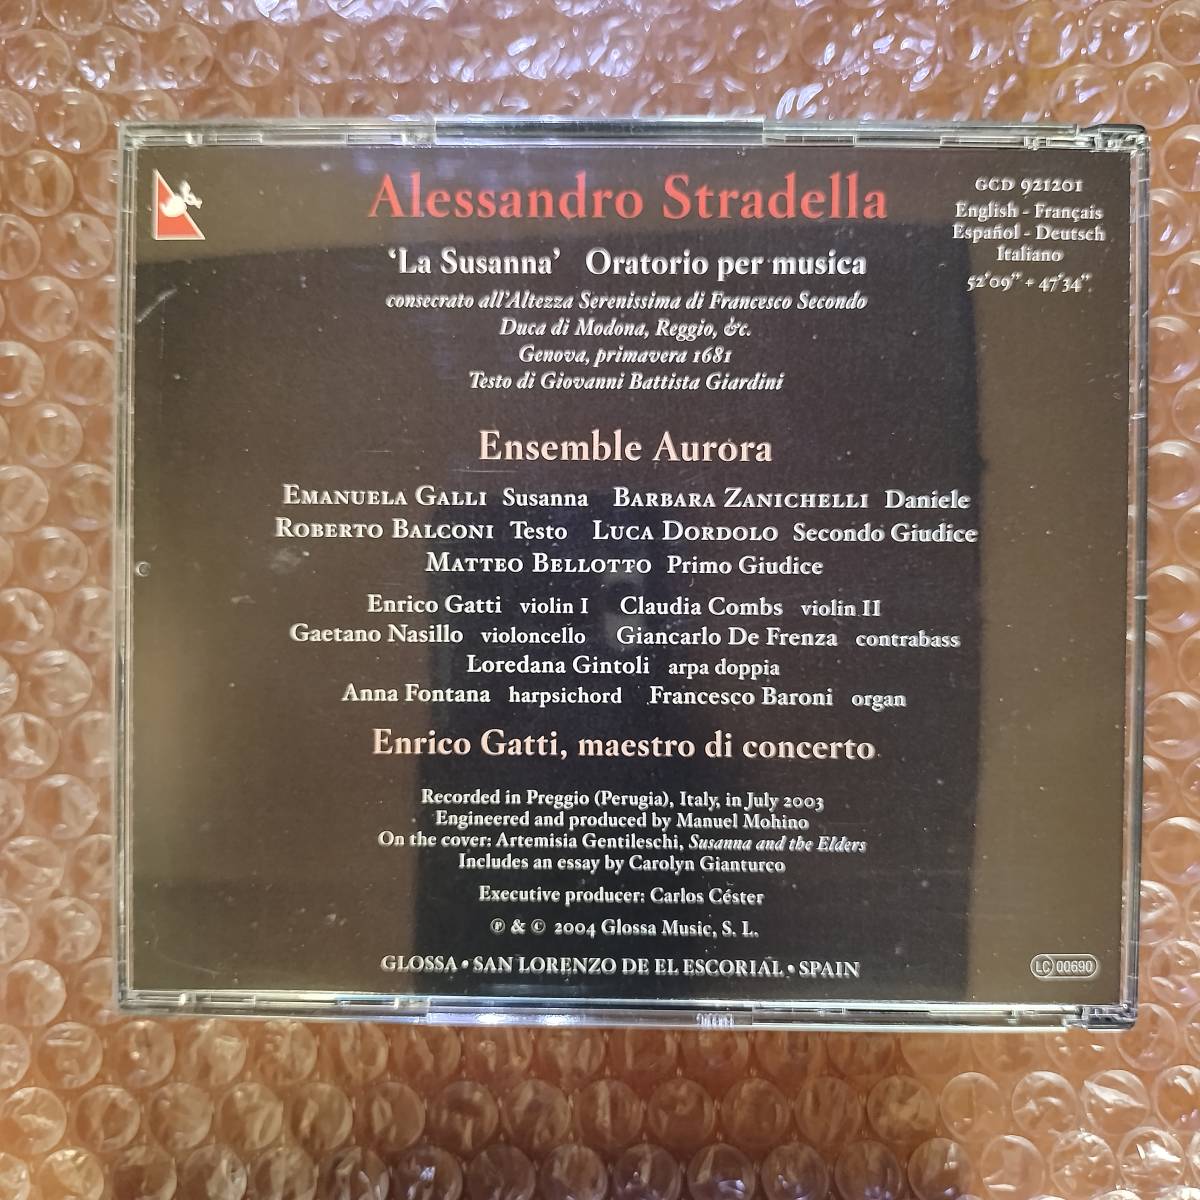 Alessandro Stradella
GCD 921201
English - Français
Español - Deutsch
Italiano
52'09" + 47'34"
‘La Susanna’ Oratorio per musica
consecrato all'Altezza Serenissima di Francesco Secondo
Duca di Modona, Reggio, &c.
Genova, primavera 1681
Testo di Giovanni Battista Giardini
Ensemble Aurora
EMANUELA GALLI Susanna BARBARA ZANICHELLI Daniele
ROBERTO BALCONI Testo LUCA DORDOLO Secondo Giudice
MATTEO BELLOTTO Primo Giudice
Enrico Gatti violin I Claudia Combs violin II
Gaetano Nasillo violoncello Giancarlo De Frenza contrabass
Loredana Gintoli arpa doppia
Anna Fontana harpsichord Francesco Baroni organ
Enrico Gatti, maestro di concerto
Recorded in Preggio (Perugia), Italy, in July 2003
Engineered and produced by Manuel Mohino
On the cover: Artemisia Gentileschi, Susanna and the Elders
Includes an essay by Carolyn Gianturco
Executive producer: Carlos Céster
℗ & © 2004 Glossa Music, S. L.
GLOSSA • SAN LORENZO DE EL ESCORIAL • SPAIN
LC 00690